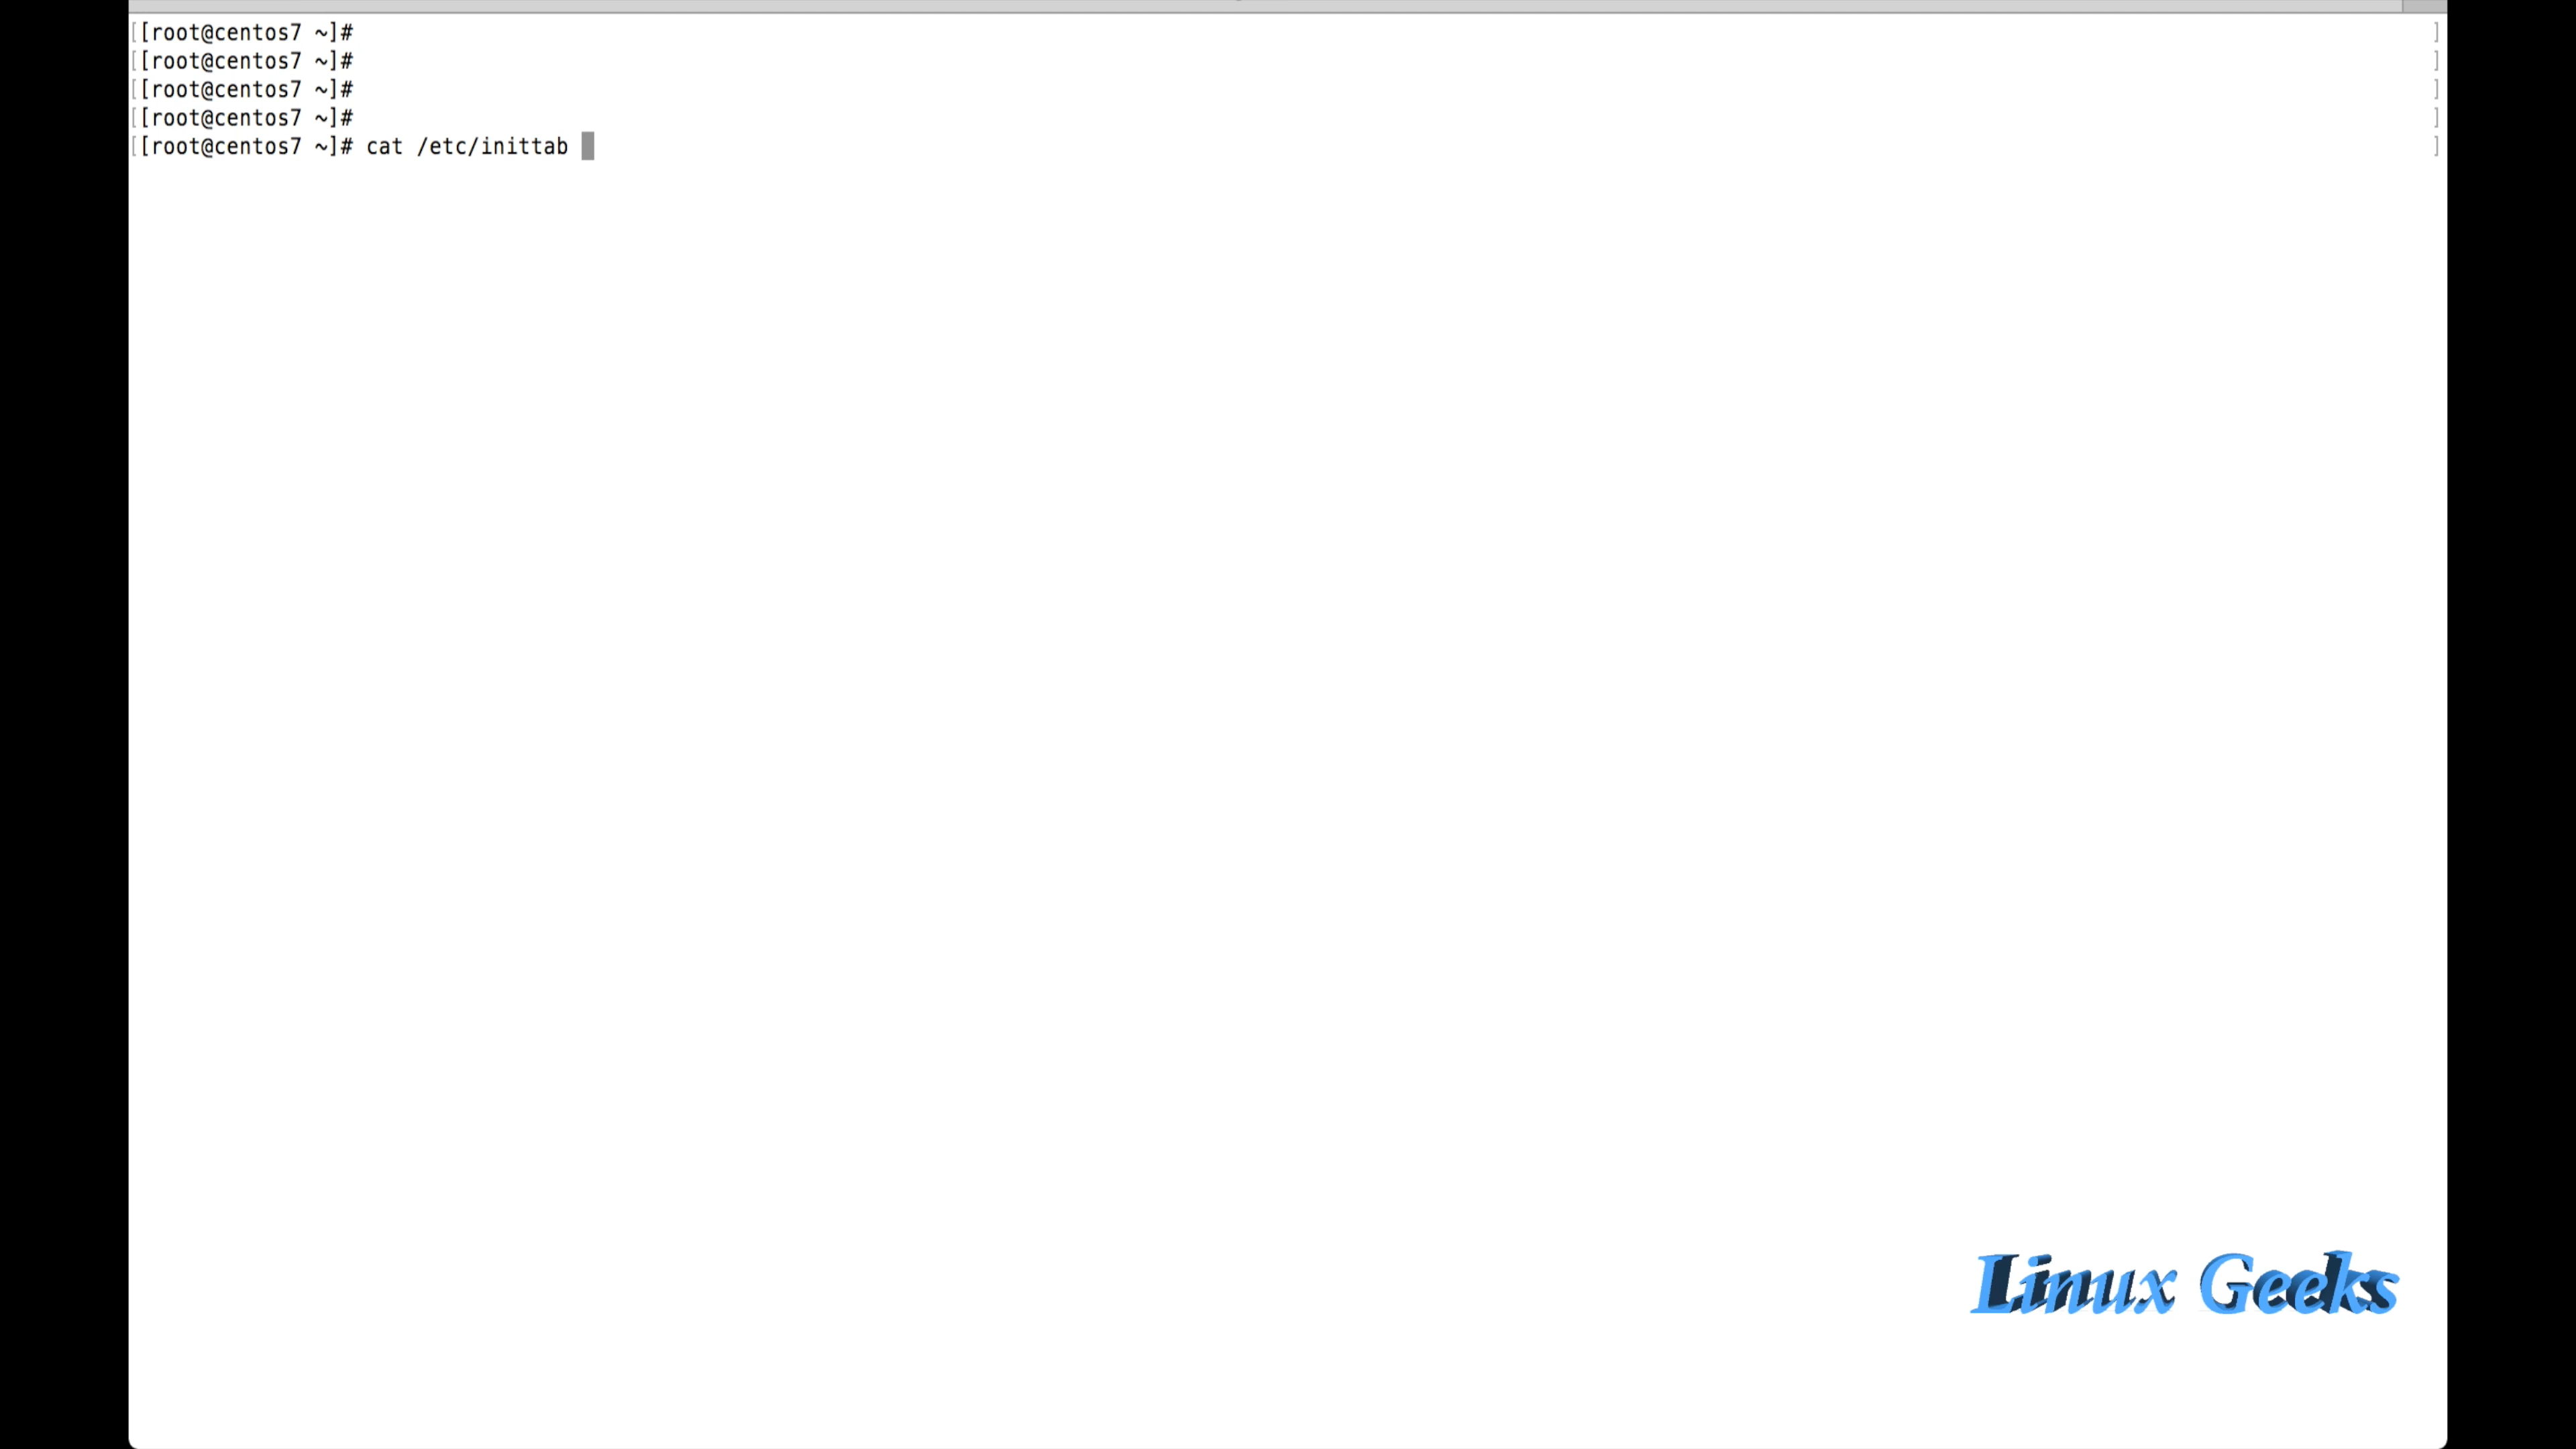 [[root@centos7 ~]# ]
[[root@centos7 ~]# ]
[[root@centos7 ~]# ]
[[root@centos7 ~]# ]
[[root@centos7 ~]# cat /etc/inittab ]
Linux Geeks